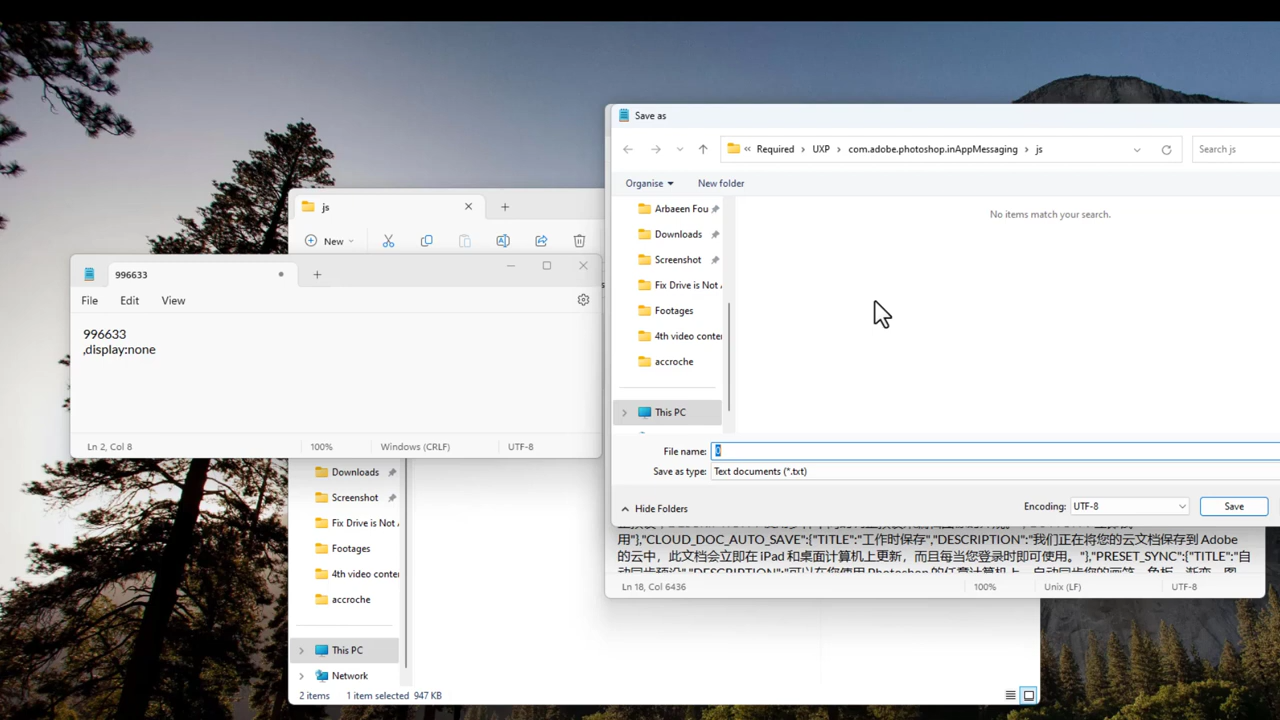 Save as
« Required > UXP > com.adobe.photoshop.inAppMessaging > js
Search js
Organise
New folder
Arbaeen Fou
Downloads
Screenshot
Fix Drive is Not
Footages
4th video conte
accroche
This PC
No items match your search.
File name: 0
Save as type: Text documents (*.txt)
Hide Folders
Encoding: UTF-8
Save
js
New
996633
File
Edit
View
996633
,display:none
Ln 2, Col 8
100%
Windows (CRLF)
UTF-8
Downloads
Screenshot
Fix Drive is Not
Footages
4th video conte
accroche
This PC
Network
2 items
1 item selected 947 KB
用"},"CLOUD_DOC_AUTO_SAVE":{"TITLE":"工作时保存","DESCRIPTION":"我们正在将您的云文档保存到 Adobe
的云中，此文档会立即在 iPad 和桌面计算机上更新，而且每当您登录时即可使用。"},"PRESET_SYNC":{"TITLE":"自
Ln 18, Col 6436
100%
Unix (LF)
UTF-8